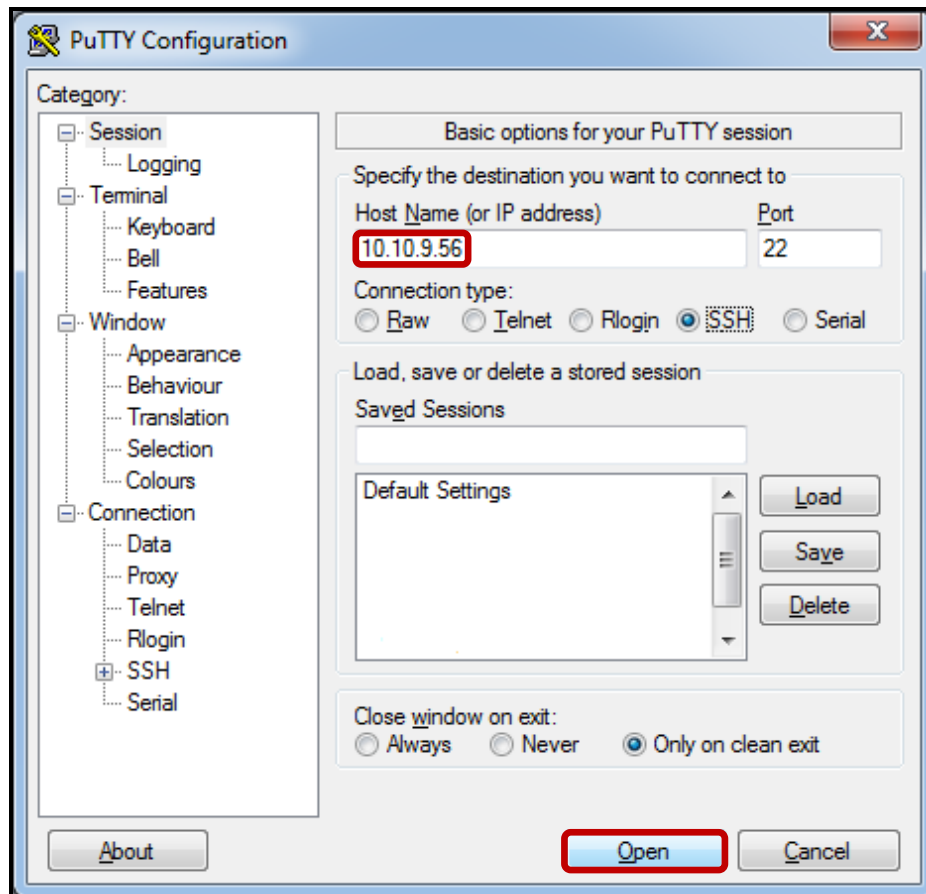 PuTTY Configuration
X
Category:
Session
Logging
Terminal
Keyboard
Bell
Features
Window
Appearance
Behaviour
Translation
Selection
Colours
Connection
Data
Proxy
Telnet
Rlogin
SSH
Serial
Basic options for your PuTTY session
Specify the destination you want to connect to
Host Name (or IP address) Port
10.10.9.56 22
Connection type:
Raw Telnet Rlogin SSH Serial
Load, save or delete a stored session
Saved Sessions
Default Settings
Load
Save
Delete
Close window on exit:
Always Never Only on clean exit
About Open Cancel